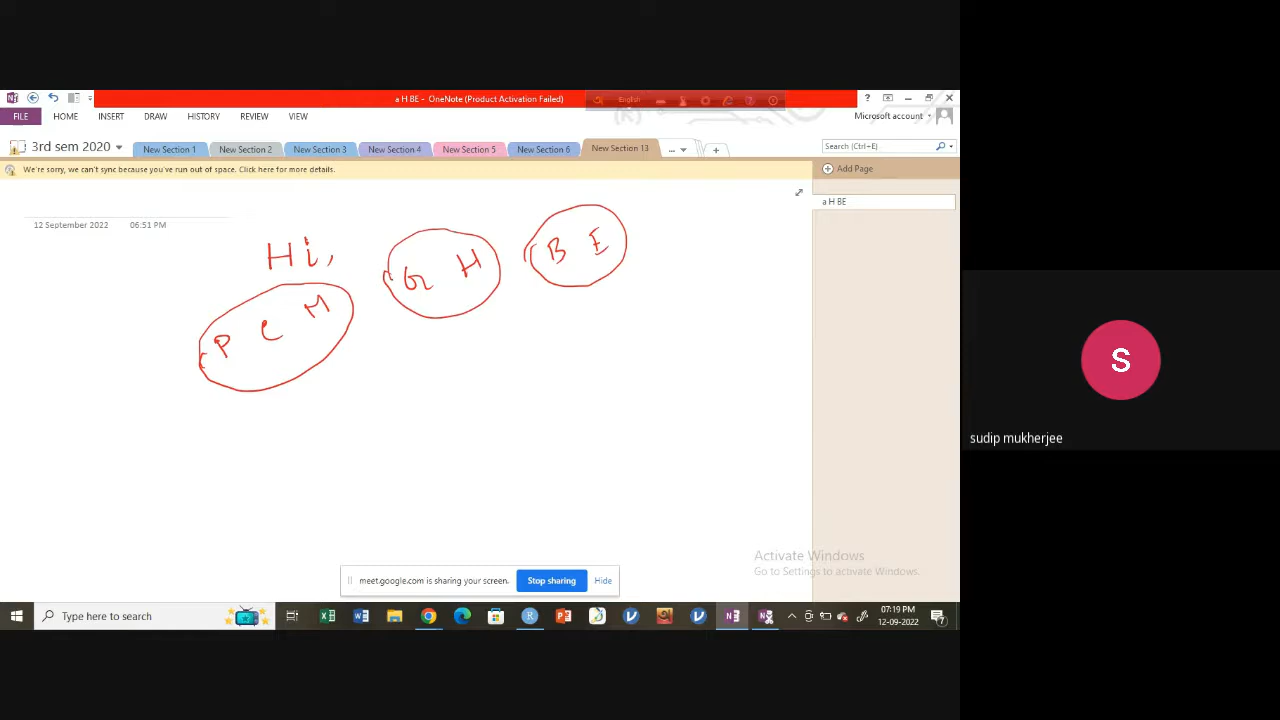 a H BE - OneNote (Product Activation Failed)
English
FILE HOME INSERT DRAW HISTORY REVIEW VIEW
Microsoft account
3rd sem 2020
New Section 1 New Section 2 New Section 3 New Section 4 New Section 5 New Section 6 New Section 13 ...
Search (Ctrl+E)
We're sorry, we can't sync because you've run out of space. Click here for more details.
Add Page
a H BE
12 September 2022 06:51 PM
Hi,
G H
B E
P C M
S
sudip mukherjee
Activate Windows
Go to Settings to activate Windows.
meet.google.com is sharing your screen. Stop sharing Hide
Type here to search
07:19 PM
12-09-2022
7